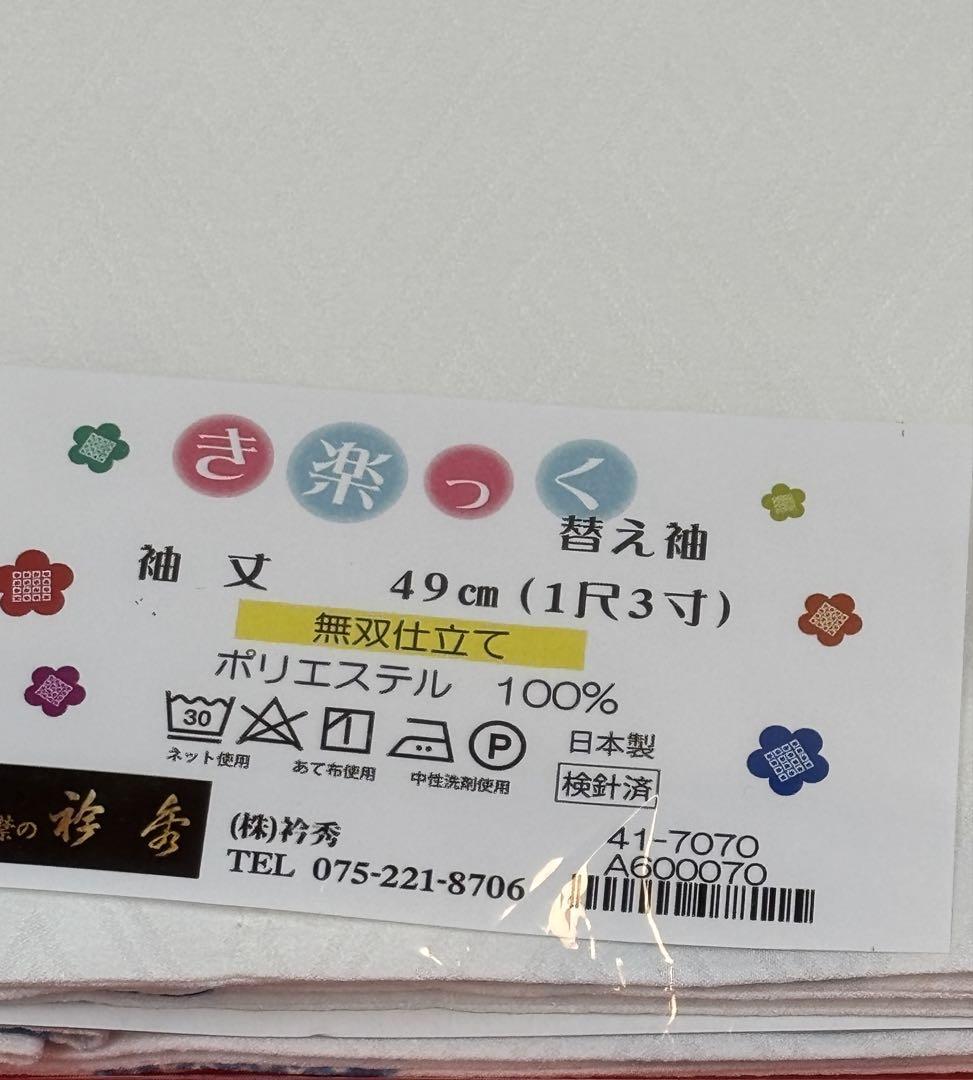 き楽っく
替え袖
袖 丈 49㎝(1尺3寸)
無双仕立て
ポリエステル 100%
30
P
日本製
ネット使用 あて布使用 中性洗剤使用
検針済
襟の 衿秀
(株)衿秀
TEL 075-221-8706
41-7070
A600070